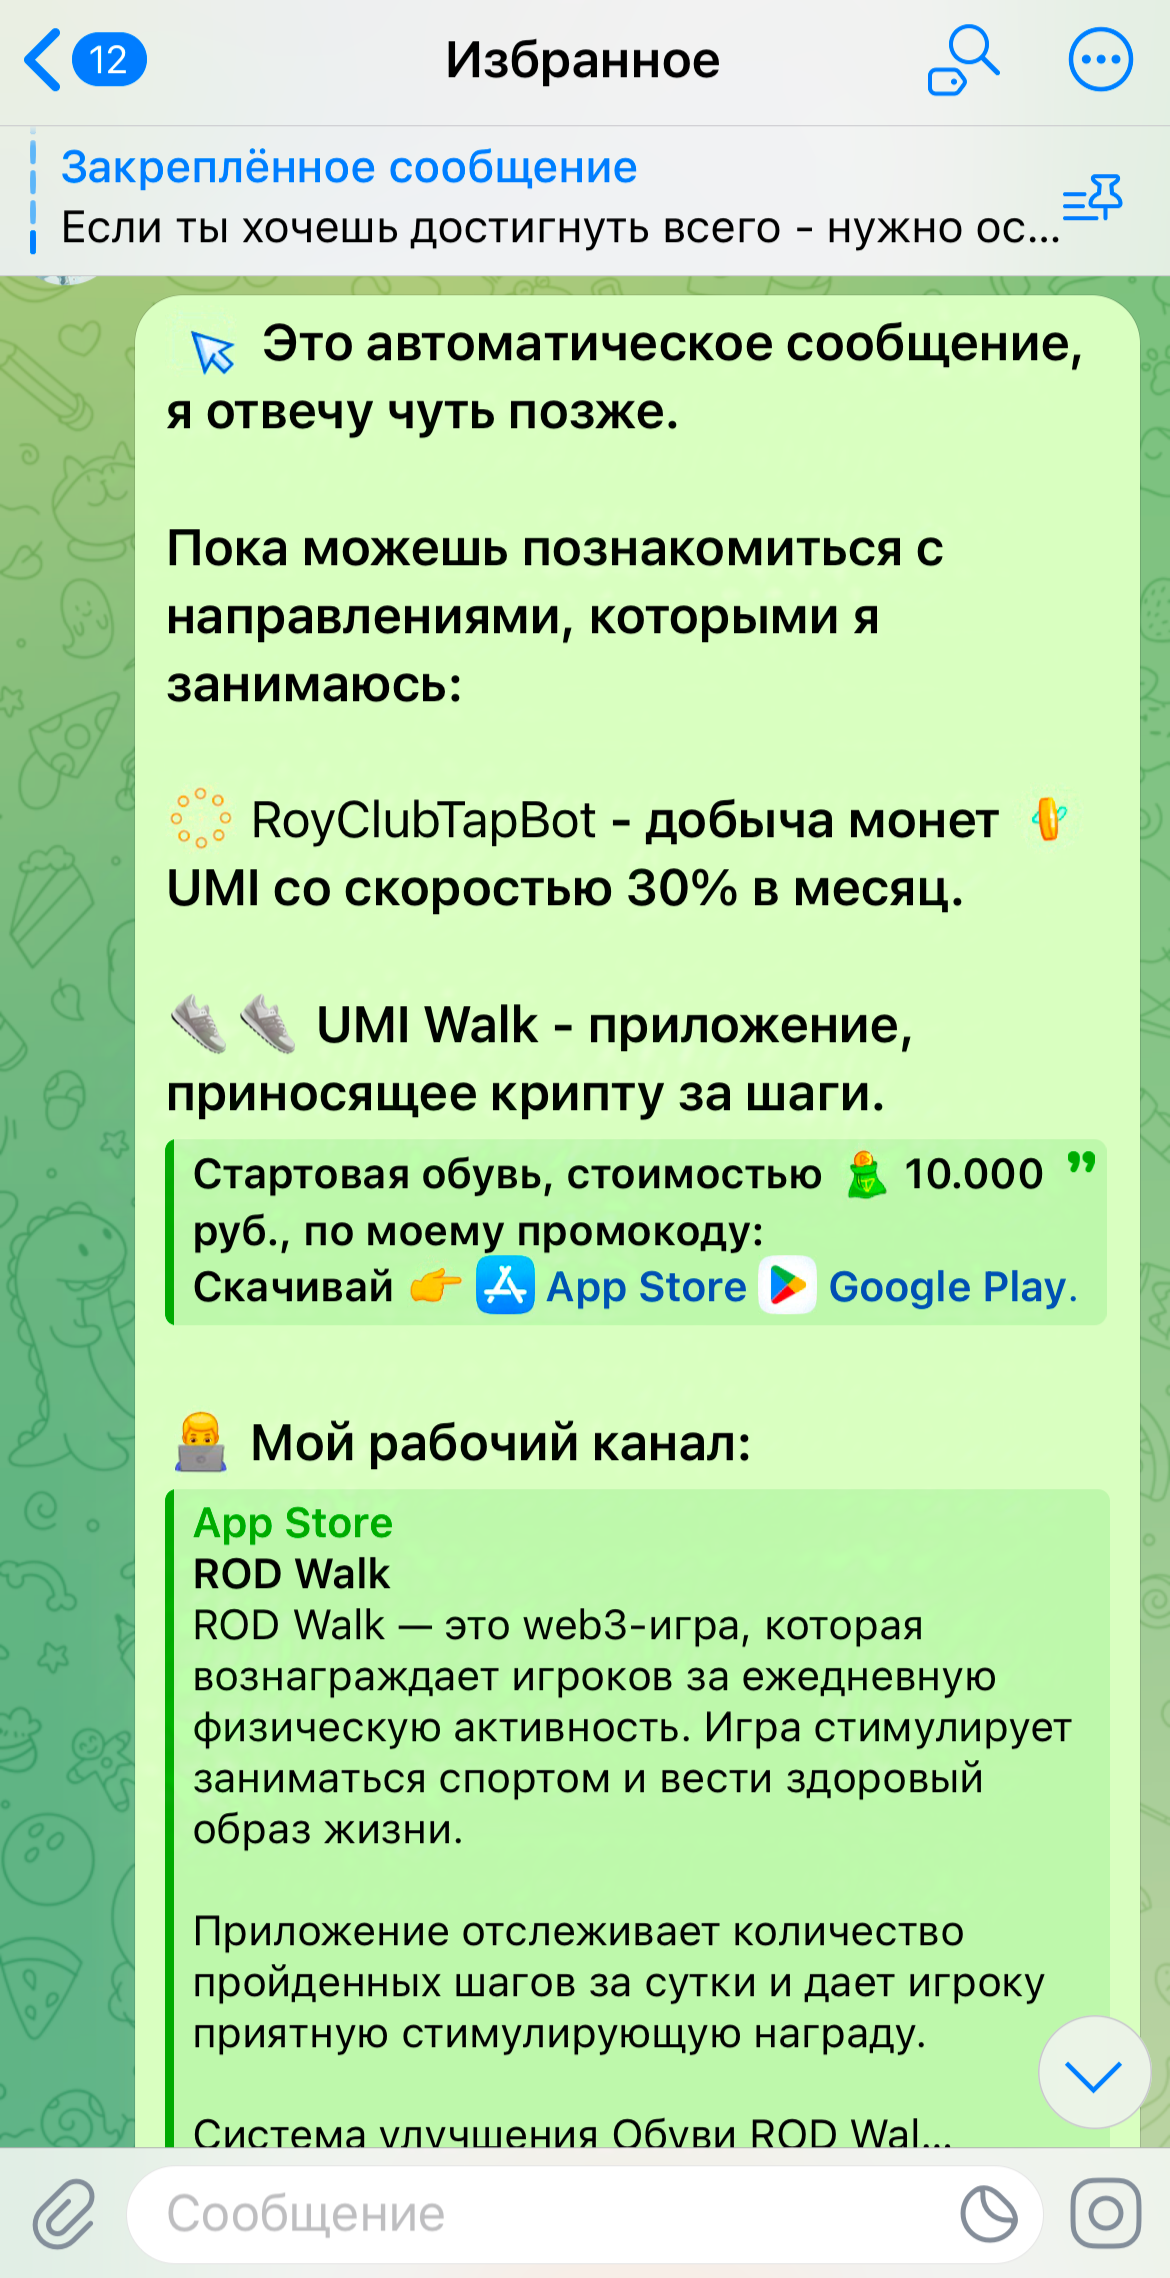 12
Избранное
Закреплённое сообщение
Если ты хочешь достигнуть всего - нужно ос...
Это автоматическое сообщение,
я отвечу чуть позже.
Пока можешь познакомиться с
направлениями, которыми я
занимаюсь:
RoyClubTapBot - добыча монет
UMI со скоростью 30% в месяц.
UMI Walk - приложение,
приносящее крипту за шаги.
Стартовая обувь, стоимостью 10.000
руб., по моему промокоду:
Скачивай 👉 App Store Google Play.
Мой рабочий канал:
App Store
ROD Walk
ROD Walk — это web3-игра, которая
вознаграждает игроков за ежедневную
физическую активность. Игра стимулирует
заниматься спортом и вести здоровый
образ жизни.
Приложение отслеживает количество
пройденных шагов за сутки и дает игроку
приятную стимулирующую награду.
Система улучшения Обуви ROD Wal...
Сообщение